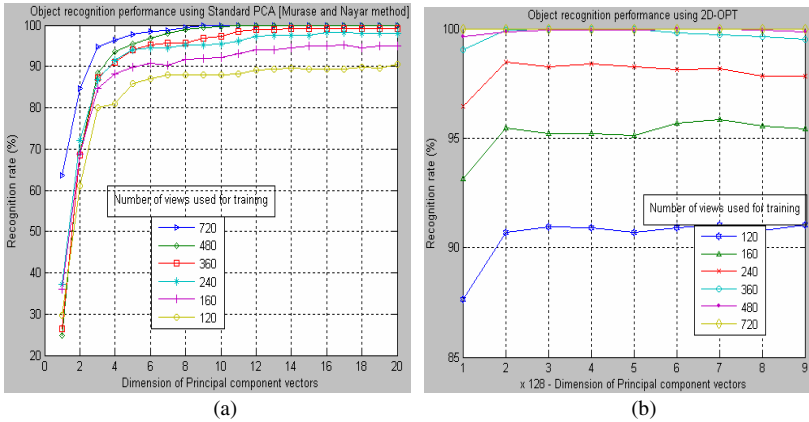 Object recognition performance using Standard PCA [Murase and Nayar method]
100
90
80
70
60
50
40
30
20
Recognition rate (%)
Number of views used for training
720
480
360
240
160
120
0 2 4 6 8 10 12 14 16 18 20
Dimension of Principal component vectors
(a)
Object recognition performance using 2D-OPT
100
95
90
85
Recognition rate (%)
Number of views used for training
120
160
240
360
480
720
1 2 3 4 5 6 7 8 9
x 128 - Dimension of Principal component vectors
(b)